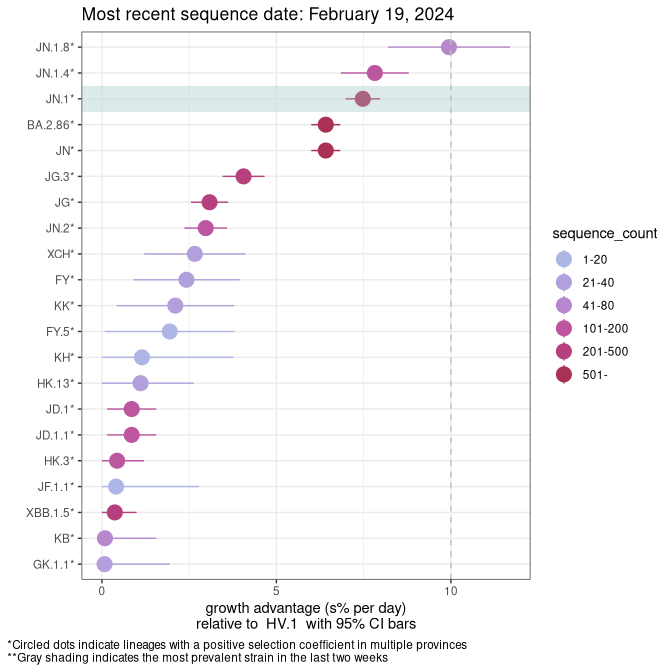 Most recent sequence date: February 19, 2024
JN.1.8*
JN.1.4*
JN.1*
BA.2.86*
JN*
JG.3*
JG*
JN.2*
XCH*
FY*
KK*
FY.5*
KH*
HK.13*
JD.1*
JD.1.1*
HK.3*
JF.1.1*
XBB.1.5*
KB*
GK.1.1*
0 5 10
growth advantage (s% per day)
relative to HV.1 with 95% CI bars
sequence_count
1-20
21-40
41-80
101-200
201-500
501-
*Circled dots indicate lineages with a positive selection coefficient in multiple provinces
**Gray shading indicates the most prevalent strain in the last two weeks